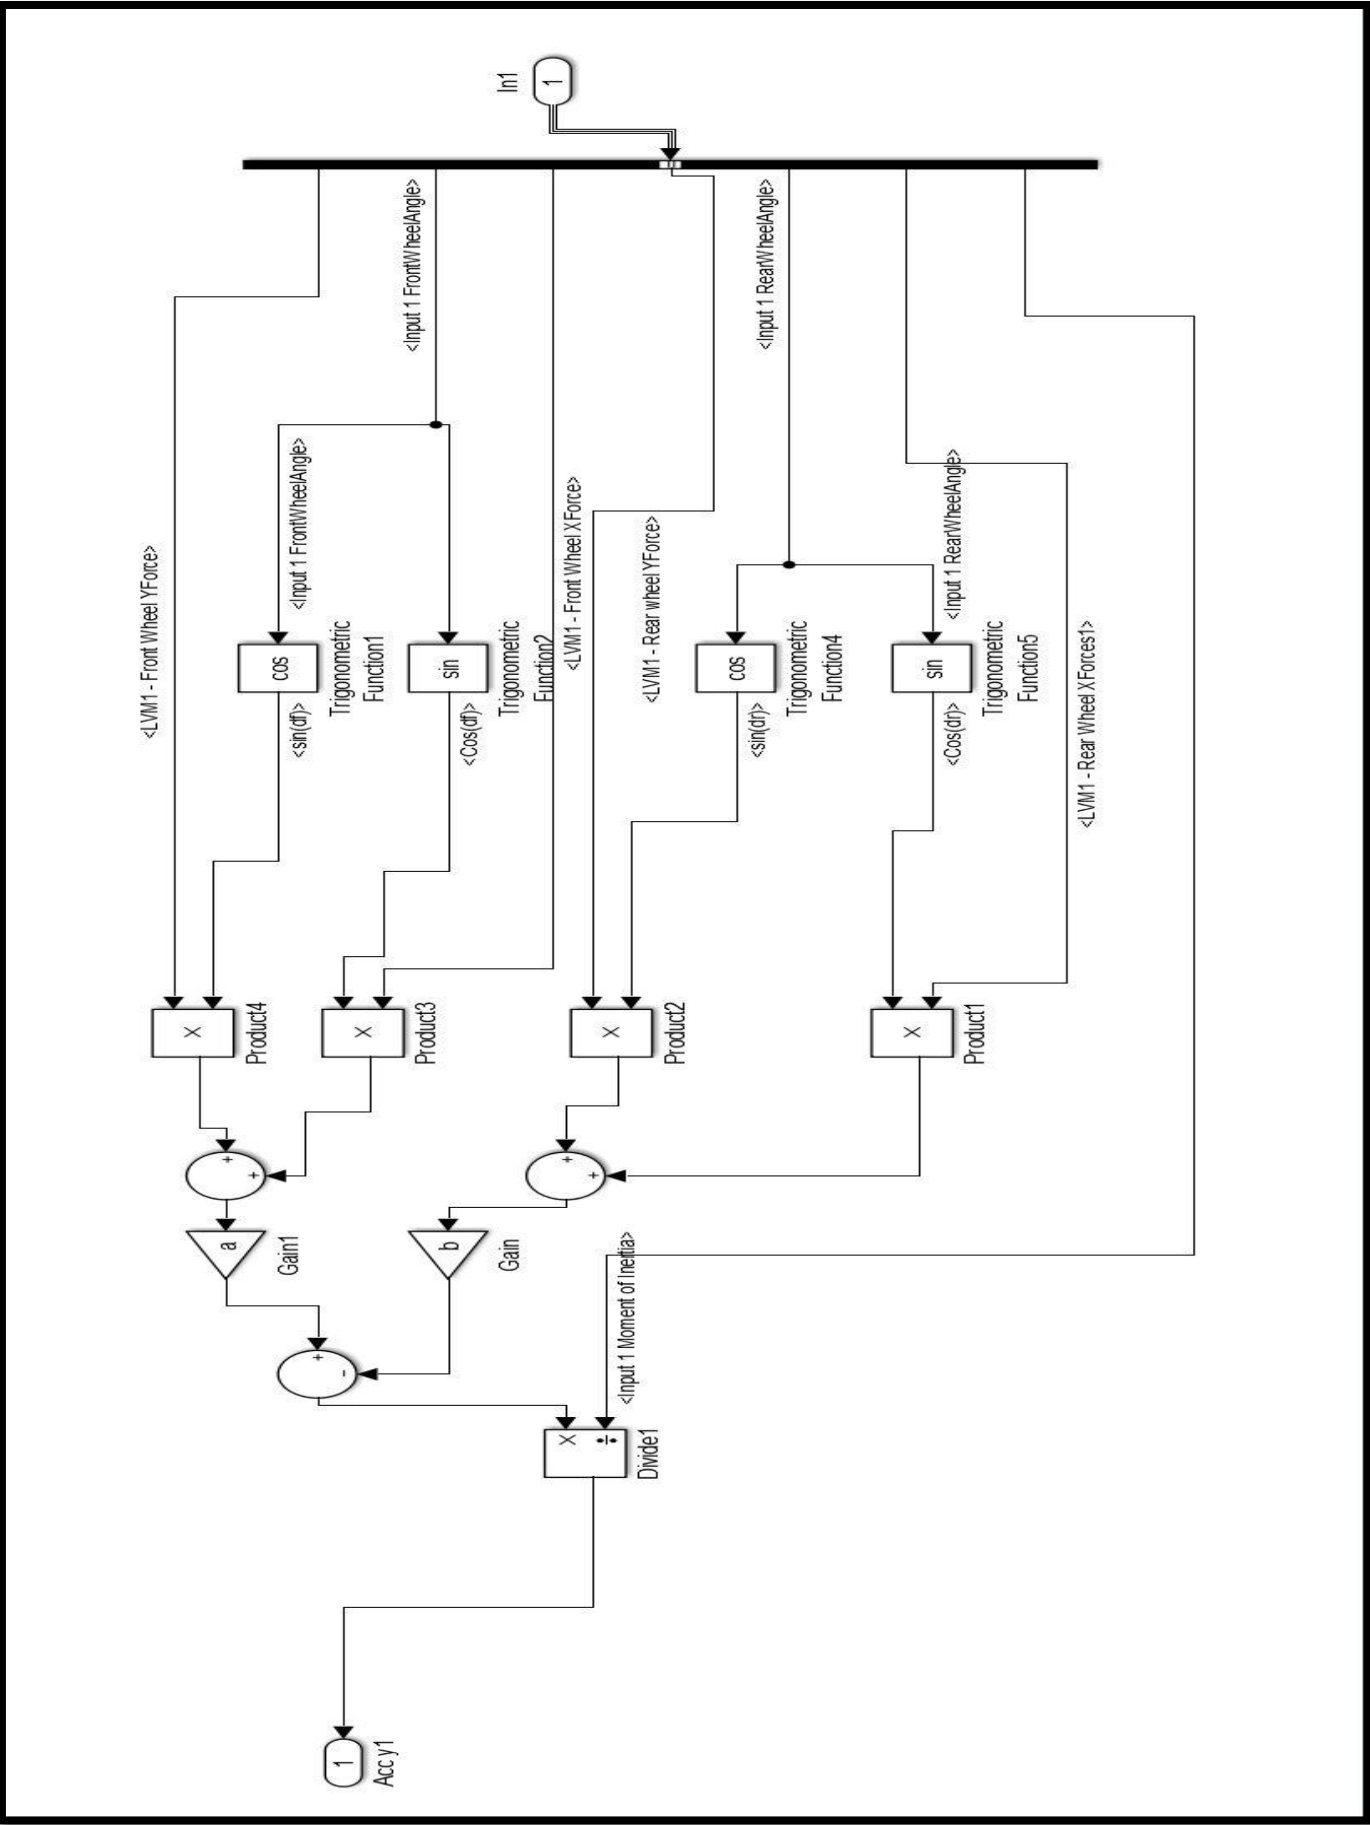 In1
1
<LVM1 - Front Wheel YForce>
<Input 1 FrontWheelAngle>
<Input 1 FrontWheelAngle>
cos
Trigonometric
Function1
<sin(df)>
sin
Trigonometric
Function2
<Cos(df)>
<LVM1 - Front Wheel XForce>
<LVM1 - Rear wheel YForce>
<Input 1 RearWheelAngle>
cos
Trigonometric
Function4
<sin(dr)>
<Input 1 RearWheelAngle>
sin
Trigonometric
Function5
<Cos(dr)>
<LVM1 - Rear Wheel XForces1>
X
Product4
X
Product3
X
Product2
X
Product1
+
+
+
+
a
Gain1
b
Gain
+
-
<Input 1 Moment of Inertia>
X
÷
Divide1
1
Acc y1